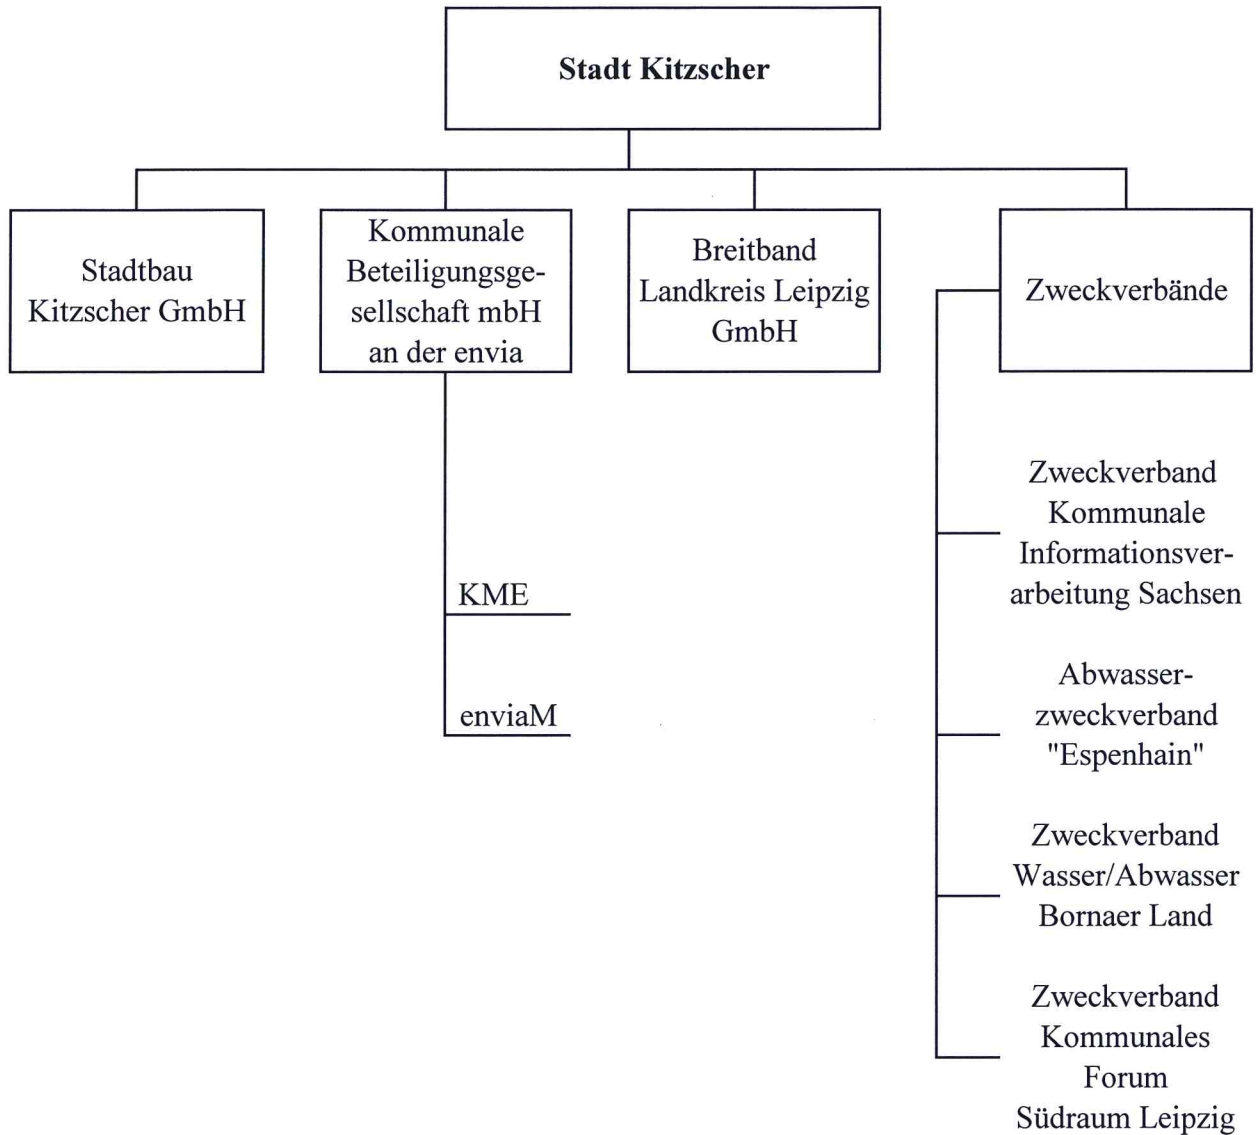 Stadt Kitzscher
Stadtbau
Kitzscher GmbH
Kommunale
Beteiligungsge-
sellschaft mbH
an der envia
Breitband
Landkreis Leipzig
GmbH
Zweckverbände
KME
enviaM
Zweckverband
Kommunale
Informationsver-
arbeitung Sachsen
Abwasser-
zweckverband
"Espenhain"
Zweckverband
Wasser/Abwasser
Bornaer Land
Zweckverband
Kommunales
Forum
Südraum Leipzig